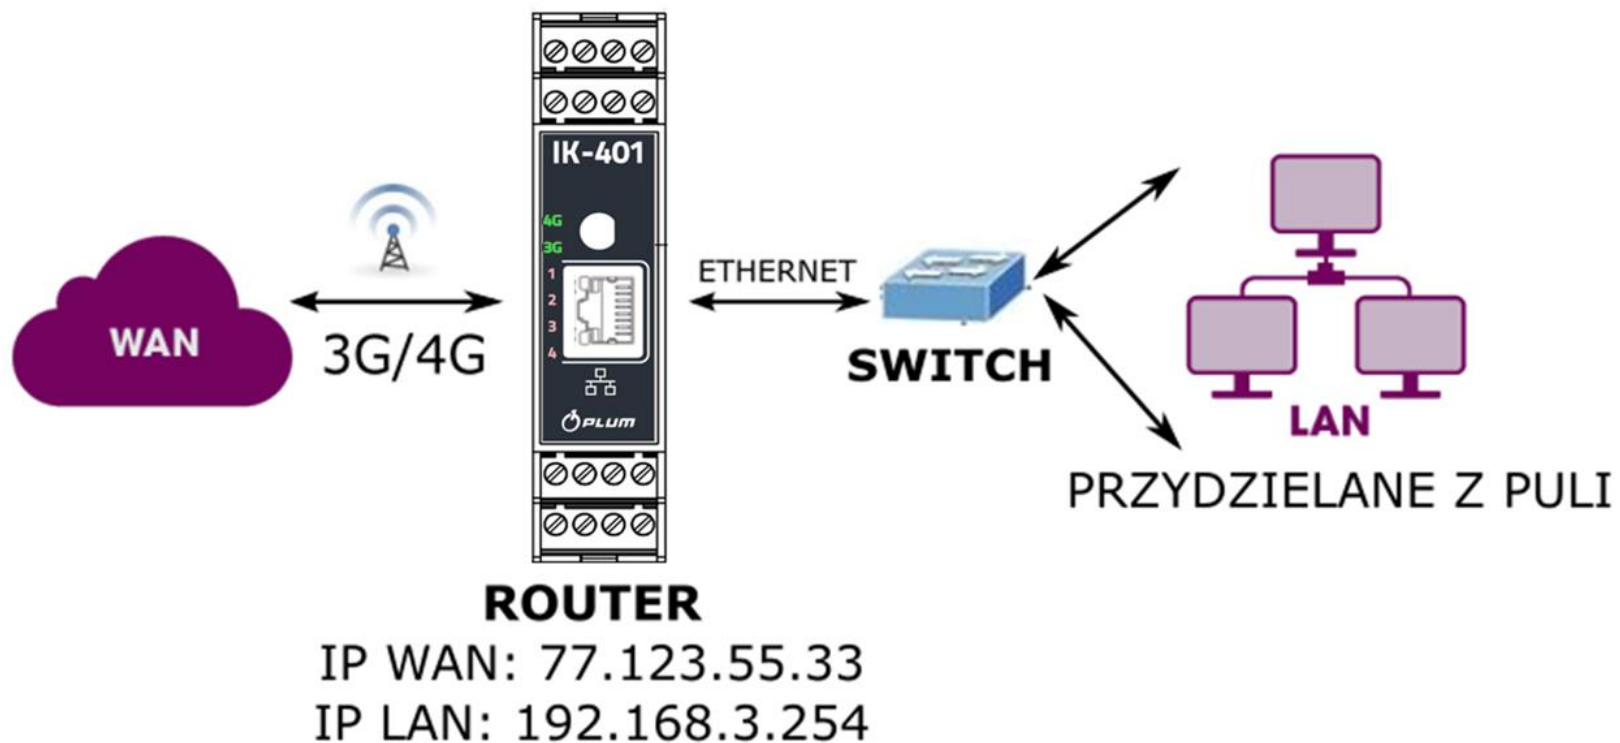 IK-401
4G
3G
1
2
3
4
PLUM
WAN
3G/4G
ETHERNET
SWITCH
LAN
PRZYDZIELANE Z PULI
ROUTER
IP WAN: 77.123.55.33
IP LAN: 192.168.3.254